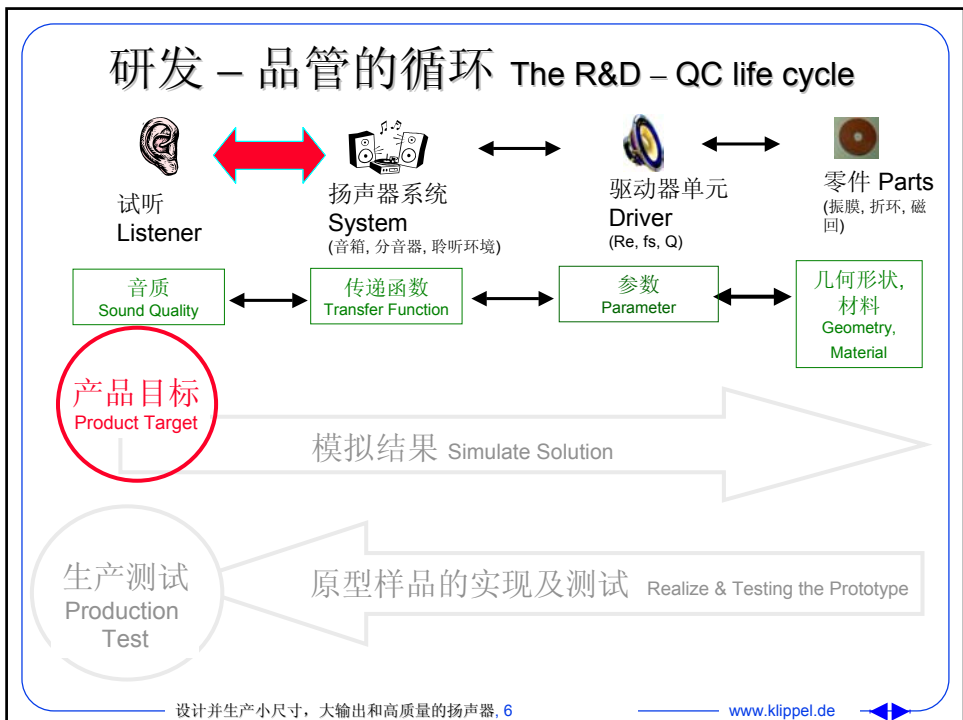 研发 – 品管的循环 The R&D – QC life cycle
试听
Listener
扬声器系统
System
(音箱, 分音器, 聆听环境)
驱动器单元
Driver
(Re, fs, Q)
零件 Parts
(振膜, 折环, 磁
回)
音质
Sound Quality
传递函数
Transfer Function
参数
Parameter
几何形状,
材料
Geometry,
Material
产品目标
Product Target
模拟结果 Simulate Solution
生产测试
Production
Test
原型样品的实现及测试 Realize & Testing the Prototype
设计并生产小尺寸，大输出和高质量的扬声器, 6
www.klippel.de